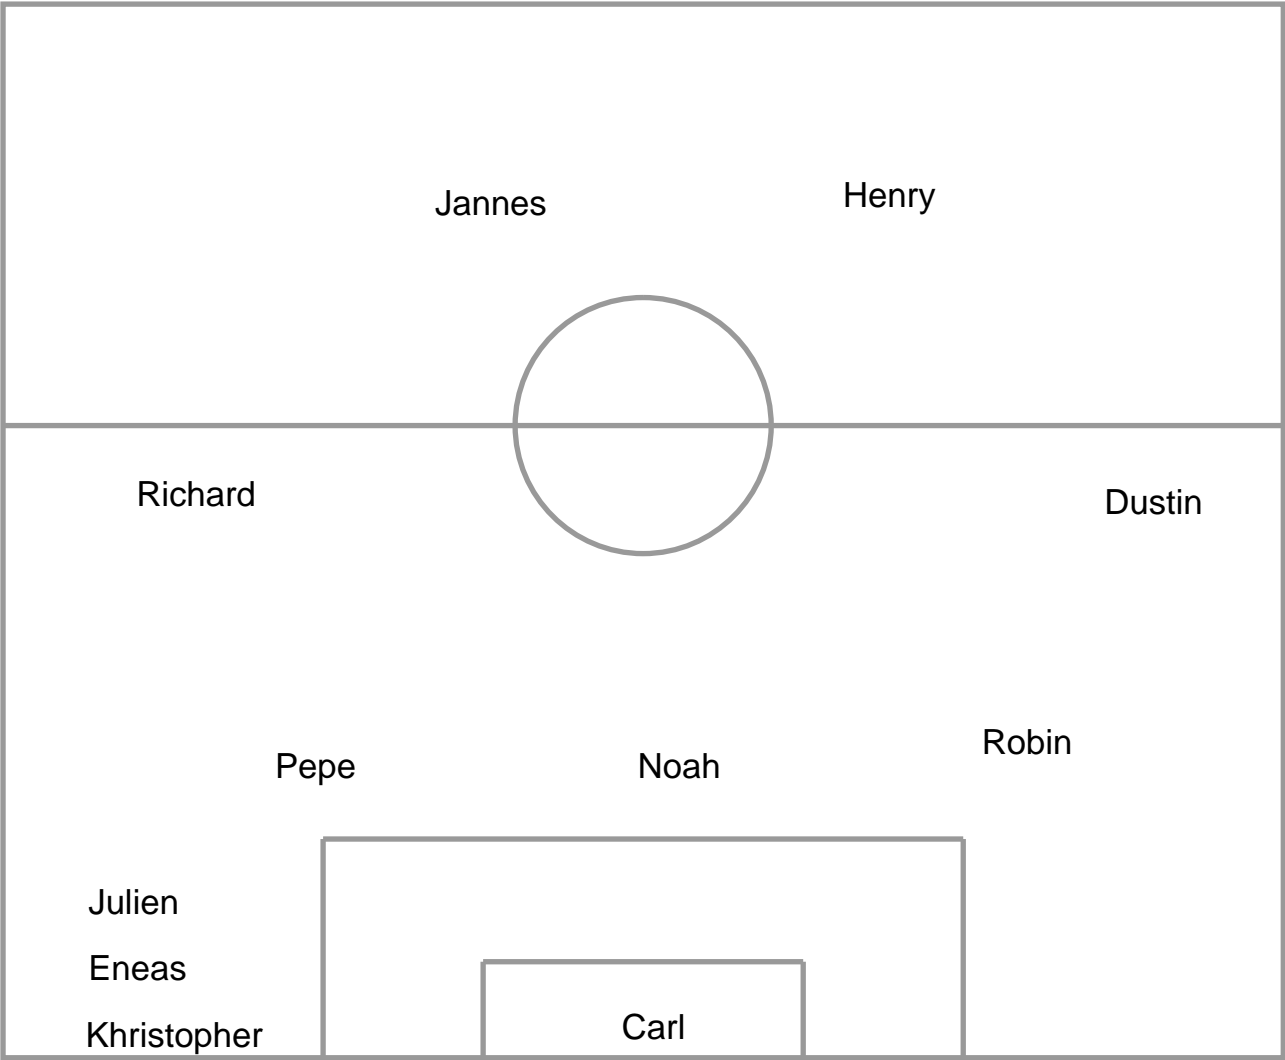 Jannes
Henry
Richard
Dustin
Pepe
Noah
Robin
Julien
Eneas
Khristopher
Carl